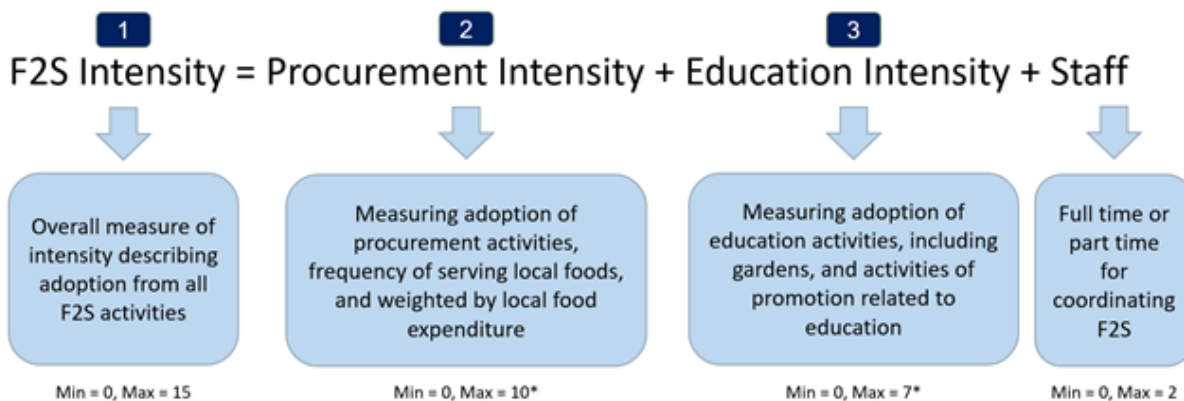 1
2
3
F2S Intensity = Procurement Intensity + Education Intensity + Staff
Overall measure of
intensity describing
adoption from all
F2S activities
Measuring adoption of
procurement activities,
frequency of serving local foods,
and weighted by local food
expenditure
Measuring adoption of
education activities, including
gardens, and activities of
promotion related to
education
Full time or
part time
for
coordinating
F2S
Min = 0, Max = 15
Min = 0, Max = 10*
Min = 0, Max = 7*
Min = 0, Max = 2